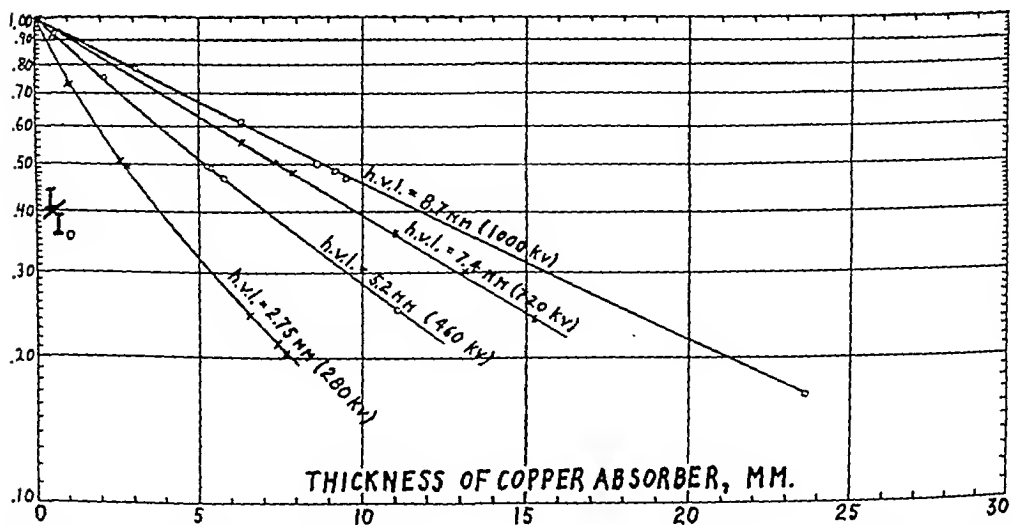 1.00
.90
.80
.70
.60
.50
.40
.30
.20
.10
I/I₀
h.v.l. = 8.7 MM (1000 kv)
h.v.l. = 7.4 MM (720 kv)
h.v.l. = 5.2 MM (460 kv)
h.v.l. = 2.75 MM (280 kv)
THICKNESS OF COPPER ABSORBER, MM.
0 5 10 15 20 25 30